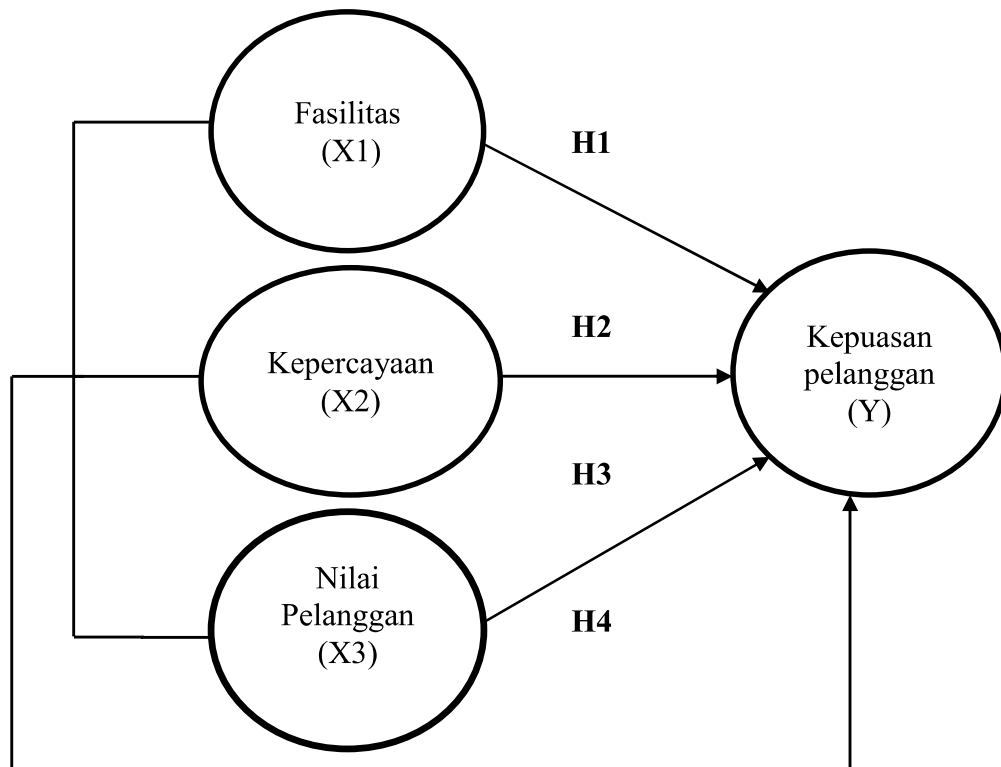 Fasilitas
(X1)
H1
Kepercayaan
(X2)
H2
Kepuasan
pelanggan
(Y)
H3
Nilai
Pelanggan
(X3)
H4